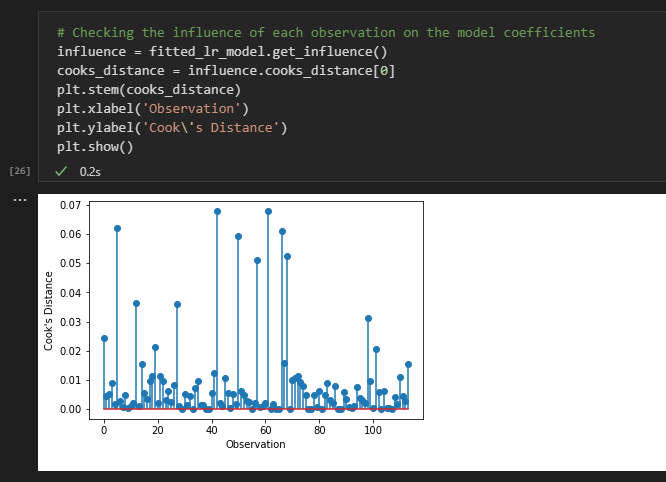 # Checking the influence of each observation on the model coefficients
influence = fitted_lr_model.get_influence()
cooks_distance = influence.cooks_distance[0]
plt.stem(cooks_distance)
plt.xlabel('Observation')
plt.ylabel('Cook\'s Distance')
plt.show()
[26]
0.2s
...
0.07
0.06
0.05
0.04
0.03
0.02
0.01
0.00
Cook's Distance
0 20 40 60 80 100
Observation